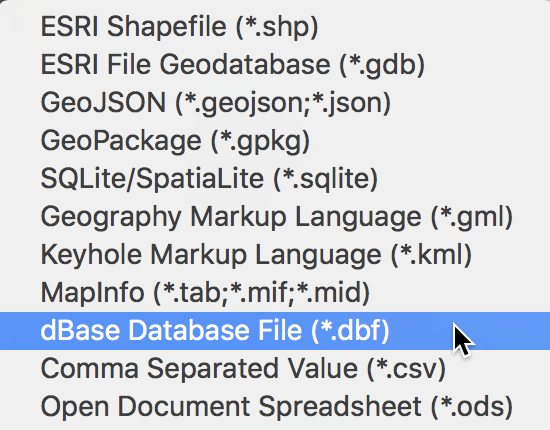 ESRI Shapefile (*.shp)
ESRI File Geodatabase (*.gdb)
GeoJSON (*.geojson;*.json)
GeoPackage (*.gpkg)
SQLite/SpatiaLite (*.sqlite)
Geography Markup Language (*.gml)
Keyhole Markup Language (*.kml)
MapInfo (*.tab;*.mif;*.mid)
dBase Database File (*.dbf)
Comma Separated Value (*.csv)
Open Document Spreadsheet (*.ods)